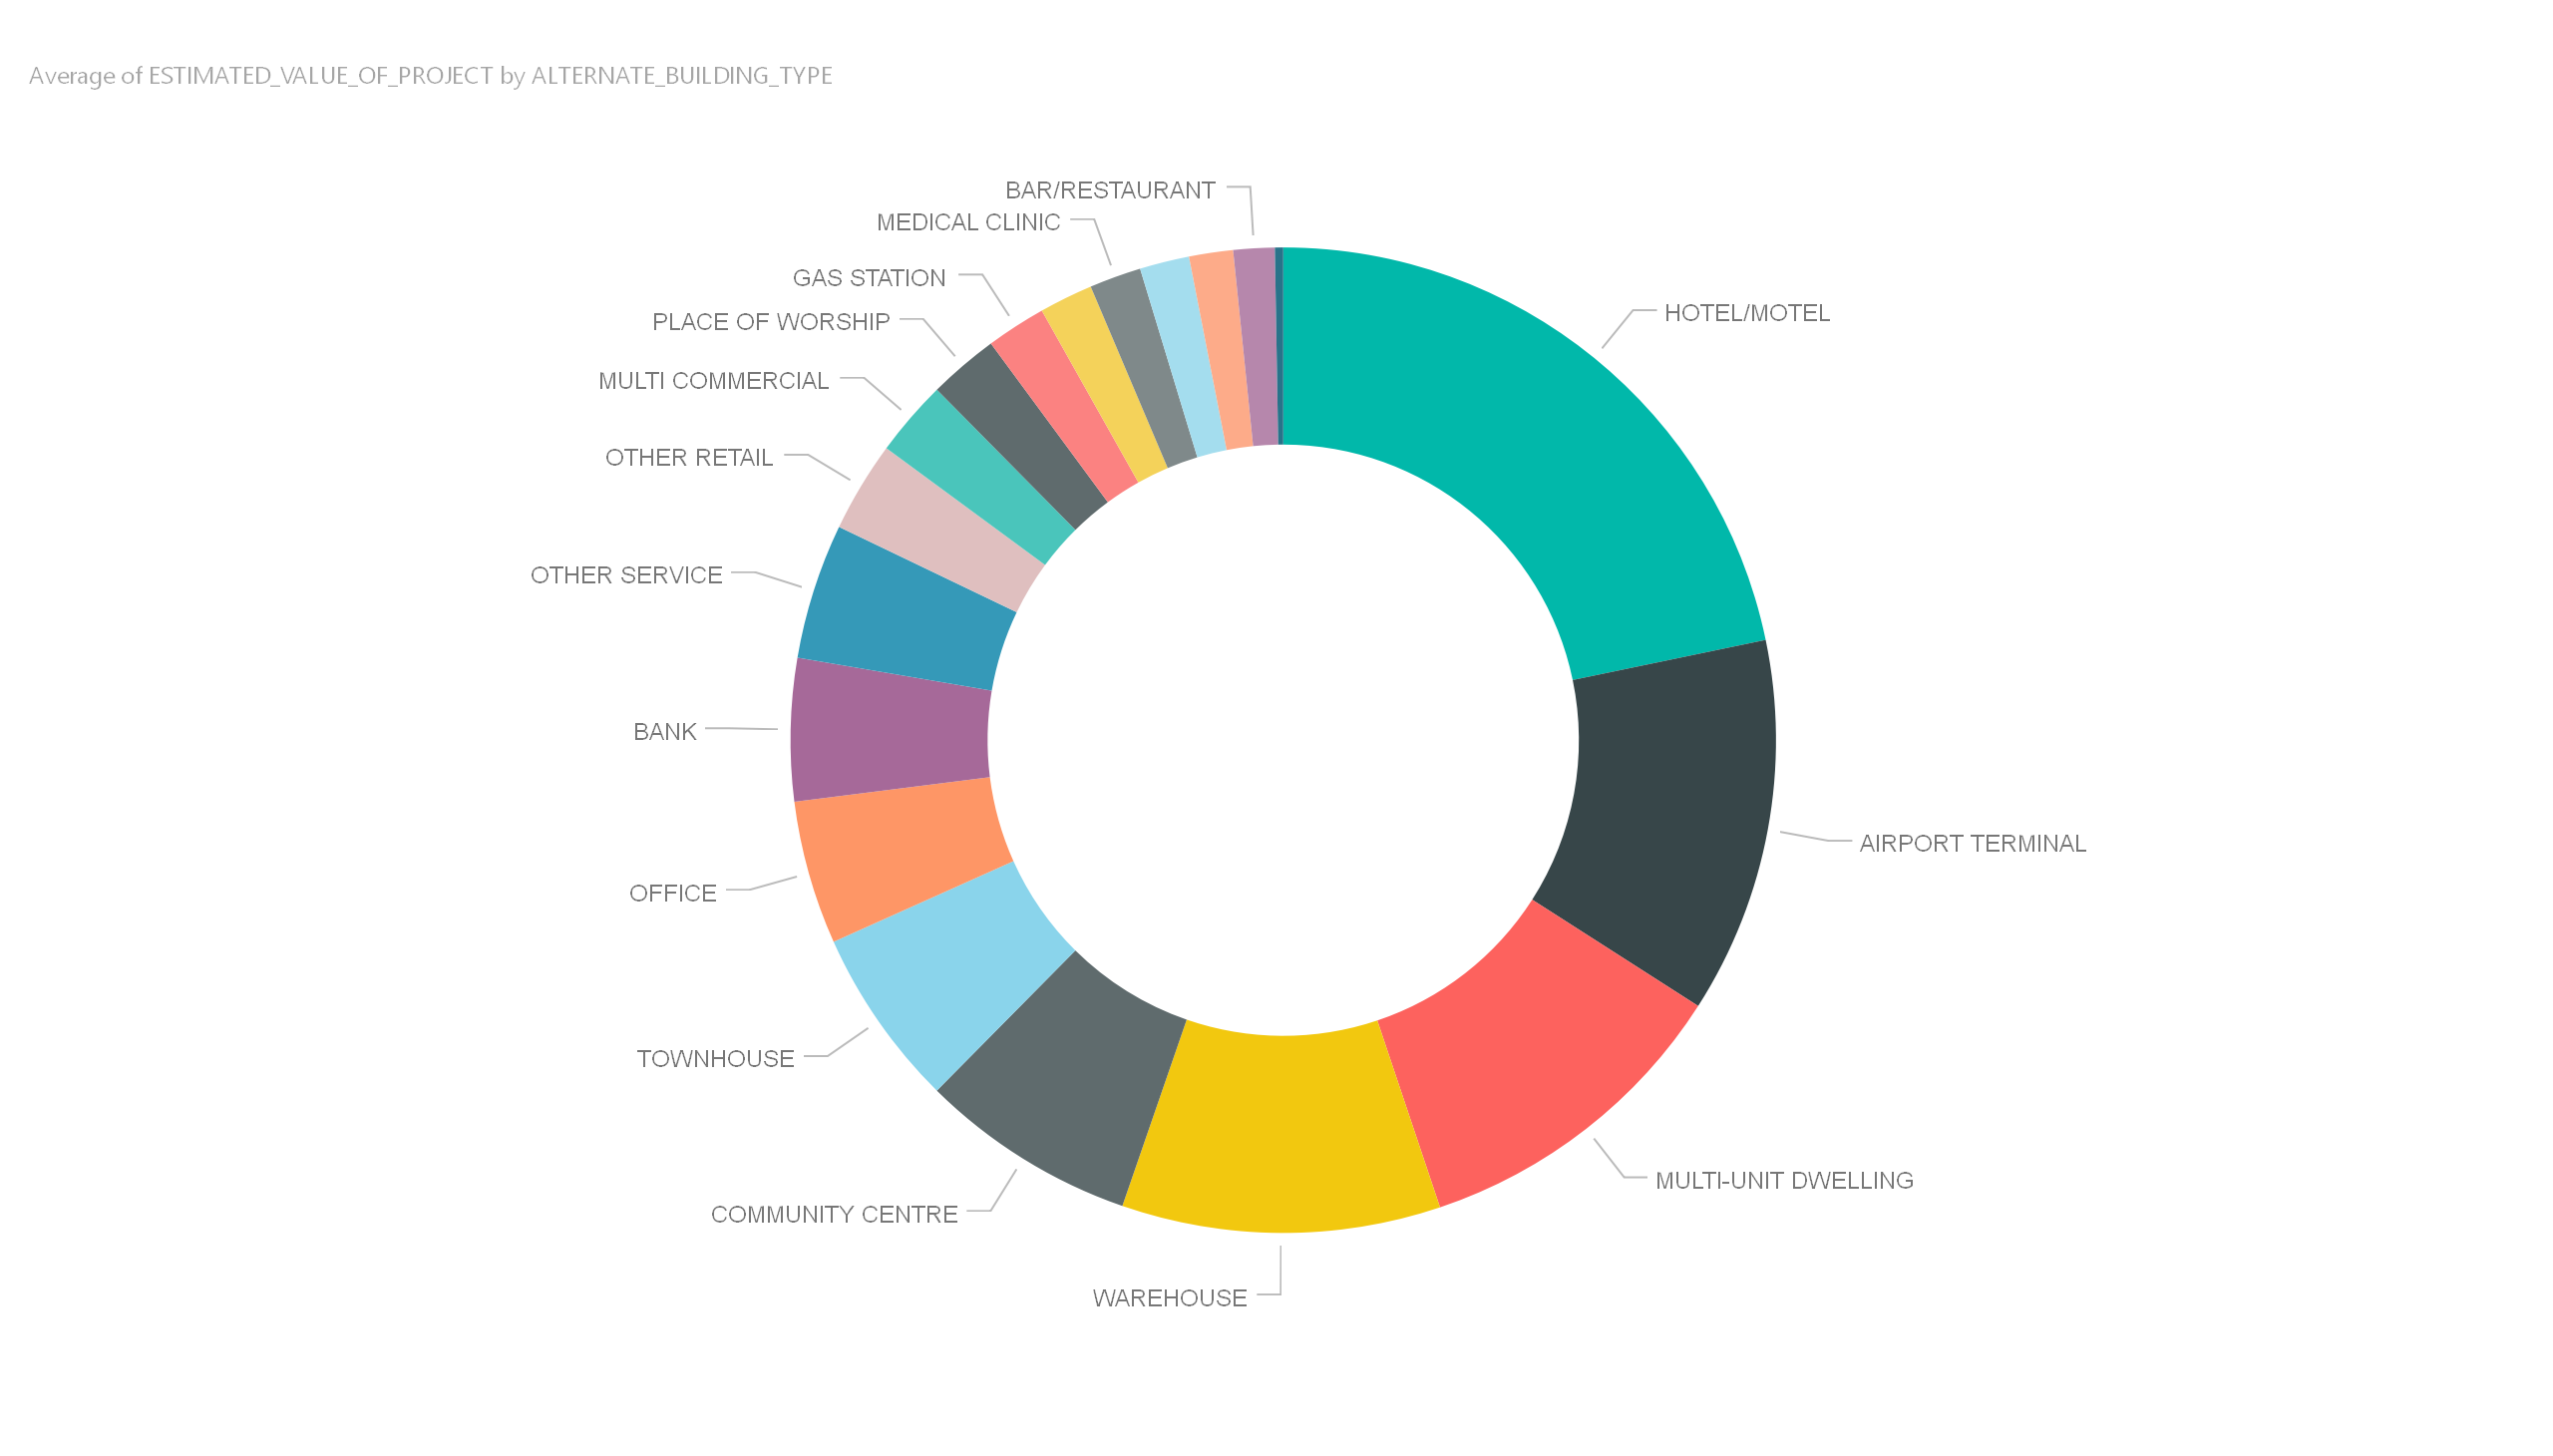 Average of ESTIMATED_VALUE_OF_PROJECT by ALTERNATE_BUILDING_TYPE
BAR/RESTAURANT
MEDICAL CLINIC
GAS STATION
HOTEL/MOTEL
PLACE OF WORSHIP
MULTI COMMERCIAL
OTHER RETAIL
OTHER SERVICE
BANK
AIRPORT TERMINAL
OFFICE
TOWNHOUSE
MULTI-UNIT DWELLING
COMMUNITY CENTRE
WAREHOUSE